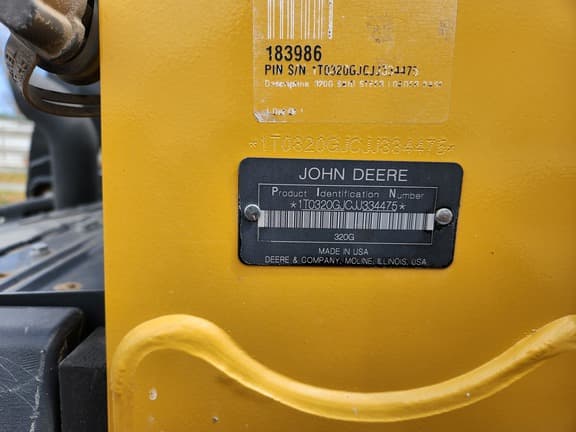 183986
PIN S/N *1T0320GJCJJ334475
*1T0320GJCJJ334475*
JOHN DEERE
Product Identification Number
*1T0320GJCJJ334475*
320G
MADE IN USA
DEERE & COMPANY, MOLINE, ILLINOIS, USA.